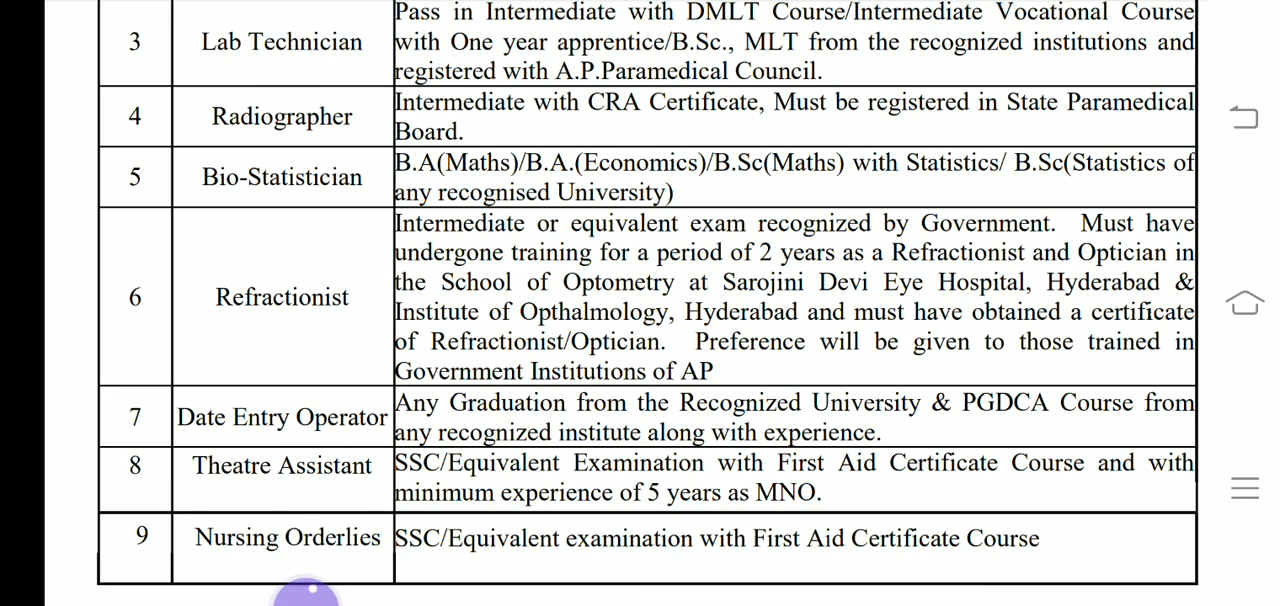 Pass in Intermediate with DMLT Course/Intermediate Vocational Course
3 Lab Technician with One year apprentice/B.Sc., MLT from the recognized institutions and
registered with A.P.Paramedical Council.
Intermediate with CRA Certificate, Must be registered in State Paramedical
4 Radiographer
Board.
B.A(Maths)/B.A.(Economics)/B.Sc(Maths) with Statistics/ B.Sc(Statistics of
5 Bio-Statistician
any recognised University)
Intermediate or equivalent exam recognized by Government. Must have
undergone training for a period of 2 years as a Refractionist and Optician in
the School of Optometry at Sarojini Devi Eye Hospital, Hyderabad &
6 Refractionist
Institute of Opthalmology, Hyderabad and must have obtained a certificate
of Refractionist/Optician. Preference will be given to those trained in
Government Institutions of AP
Any Graduation from the Recognized University & PGDCA Course from
7 Date Entry Operator
any recognized institute along with experience.
8 Theatre Assistant SSC/Equivalent Examination with First Aid Certificate Course and with
minimum experience of 5 years as MNO.
9 Nursing Orderlies SSC/Equivalent examination with First Aid Certificate Course